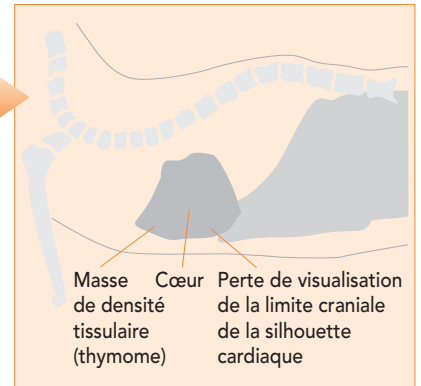 Masse
de densité
tissulaire
(thymome)
Cœur
Perte de visualisation
de la limite craniale
de la silhouette
cardiaque